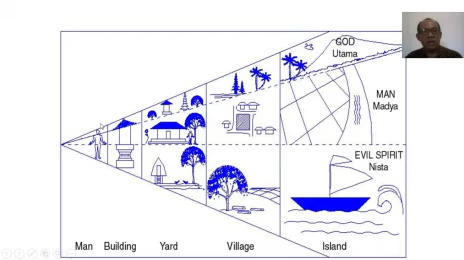 GOD
Utama
MAN
Madya
EVIL SPIRIT
Nista
Man Building Yard Village Island